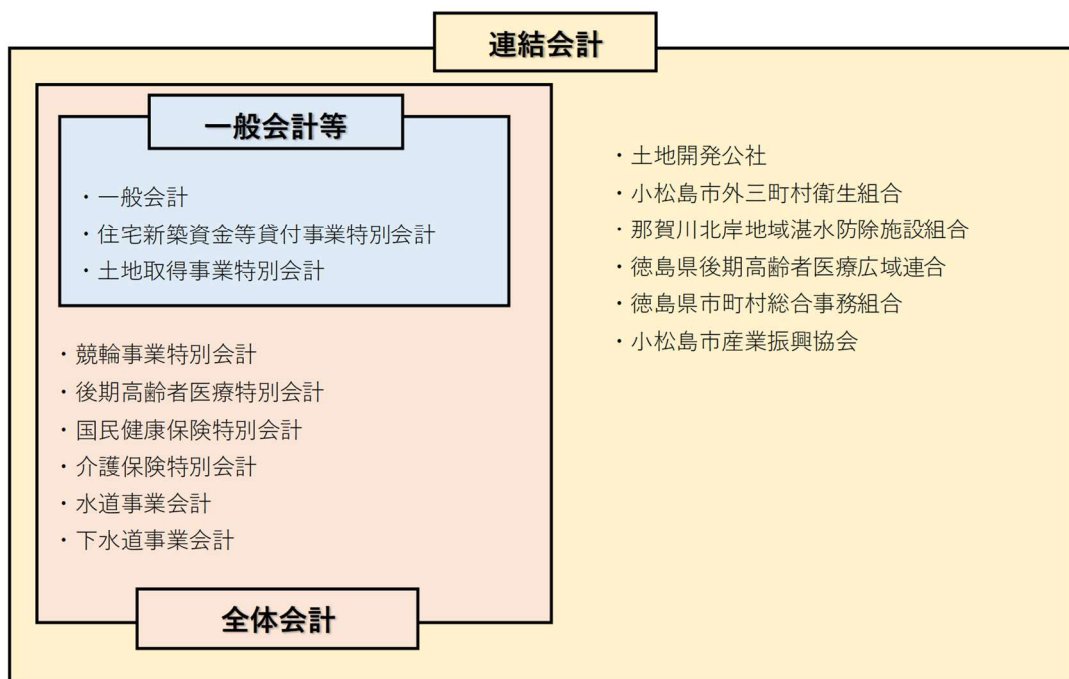 連結会計
一般会計等
・一般会計
・住宅新築資金等貸付事業特別会計
・土地取得事業特別会計
・競輪事業特別会計
・後期高齢者医療特別会計
・国民健康保険特別会計
・介護保険特別会計
・水道事業会計
・下水道事業会計
全体会計
・土地開発公社
・小松島市外三町村衛生組合
・那賀川北岸地域湛水防除施設組合
・徳島県後期高齢者医療広域連合
・徳島県市町村総合事務組合
・小松島市産業振興協会